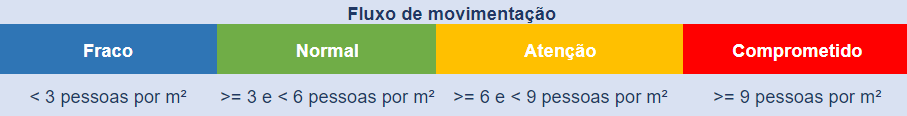 Fluxo de movimentação
Fraco Normal Atenção Comprometido
< 3 pessoas por m² >= 3 e < 6 pessoas por m² >= 6 e < 9 pessoas por m² >= 9 pessoas por m²